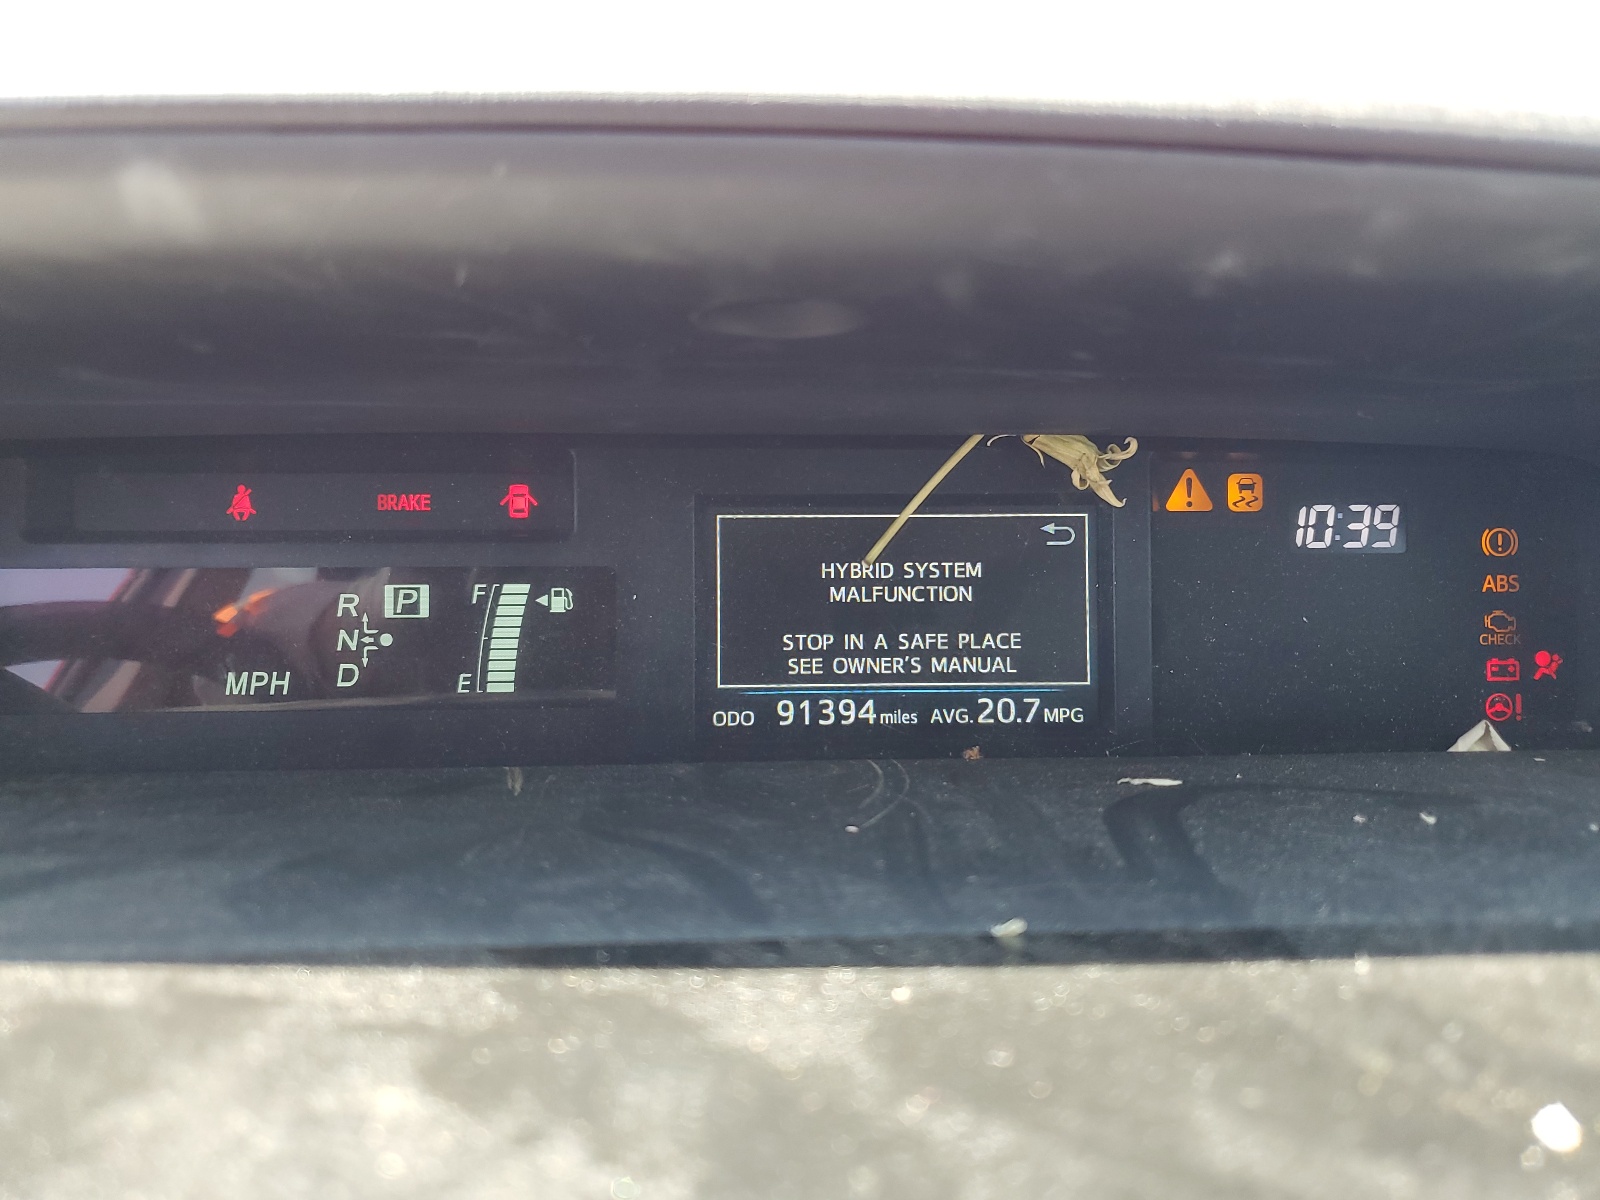 BRAKE
R P
N
D
MPH
F
E
HYBRID SYSTEM
MALFUNCTION
STOP IN A SAFE PLACE
SEE OWNER'S MANUAL
ODO 91394 miles AVG. 20.7 MPG
10:39
ABS
CHECK